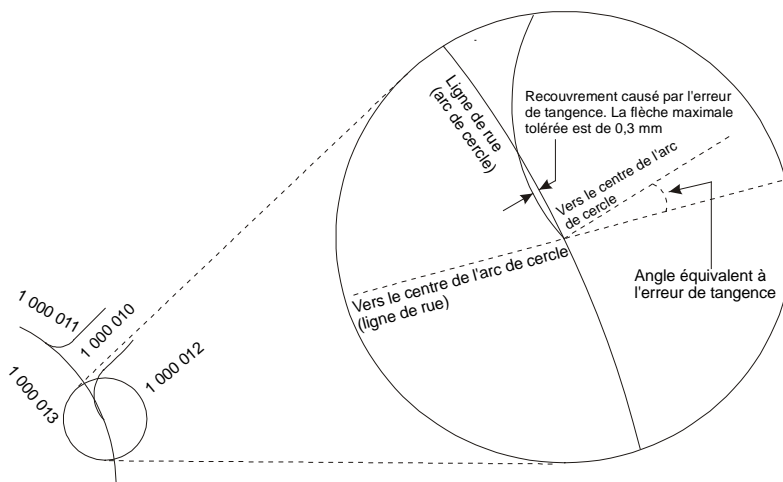 Ligne de rue
(arc de cercle)
Recouvrement causé par l'erreur
de tangence. La flèche maximale
tolérée est de 0,3 mm
Vers le centre de l'arc
de cercle
Vers le centre de l'arc de cercle
(ligne de rue)
Angle équivalent à
l'erreur de tangence
1 000 011
1 000 010
1 000 012
1 000 013